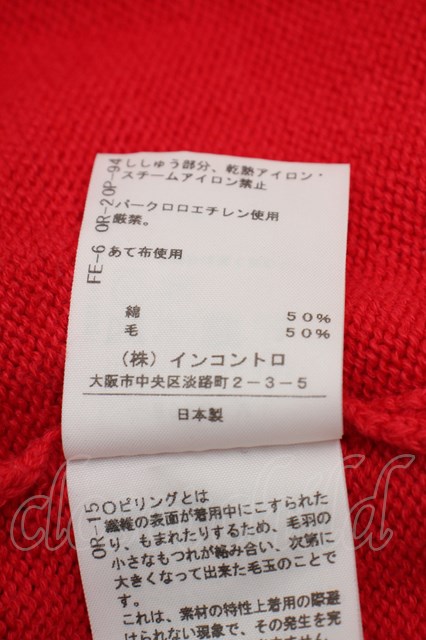 ししゅう部分、乾熱アイロン・
スチームアイロン禁止
パークロロエチレン使用
厳禁。
あて布使用
FE-6 OR-2 OP-94
綿 50%
毛 50%
(株)インコントロ
大阪市中央区淡路町2-3-5
日本製
OR-15
○ピリングとは
繊維の表面が着用中にこすられた
り、もまれたりするため、毛羽の
小さなもつれが絡み合い、次第に
大きくなって出来た毛玉のことで
す。
これは、素材の特性上着用の際避
けられない現象で、その発生を完